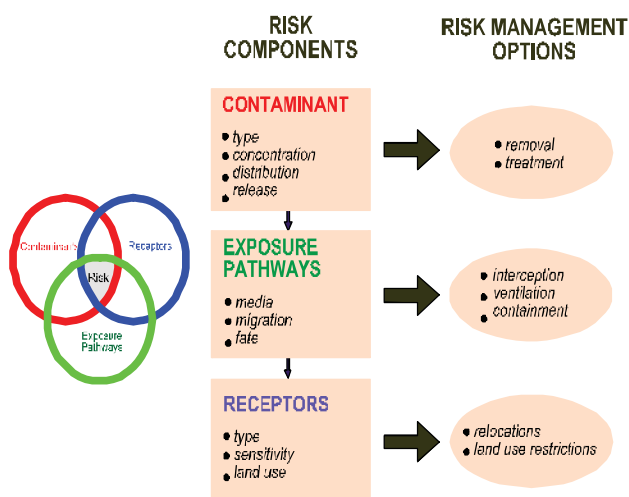 RISK
COMPONENTS
RISK MANAGEMENT
OPTIONS
Contaminants
Receptors
Risk
Exposure
Pathways
CONTAMINANT
• type
• concentration
• distribution
• release
•
• removal
• treatment
EXPOSURE
PATHWAYS
• media
• migration
• fate
• interception
• ventilation
• containment
RECEPTORS
• type
• sensitivity
• land use
• relocations
• land use restrictions